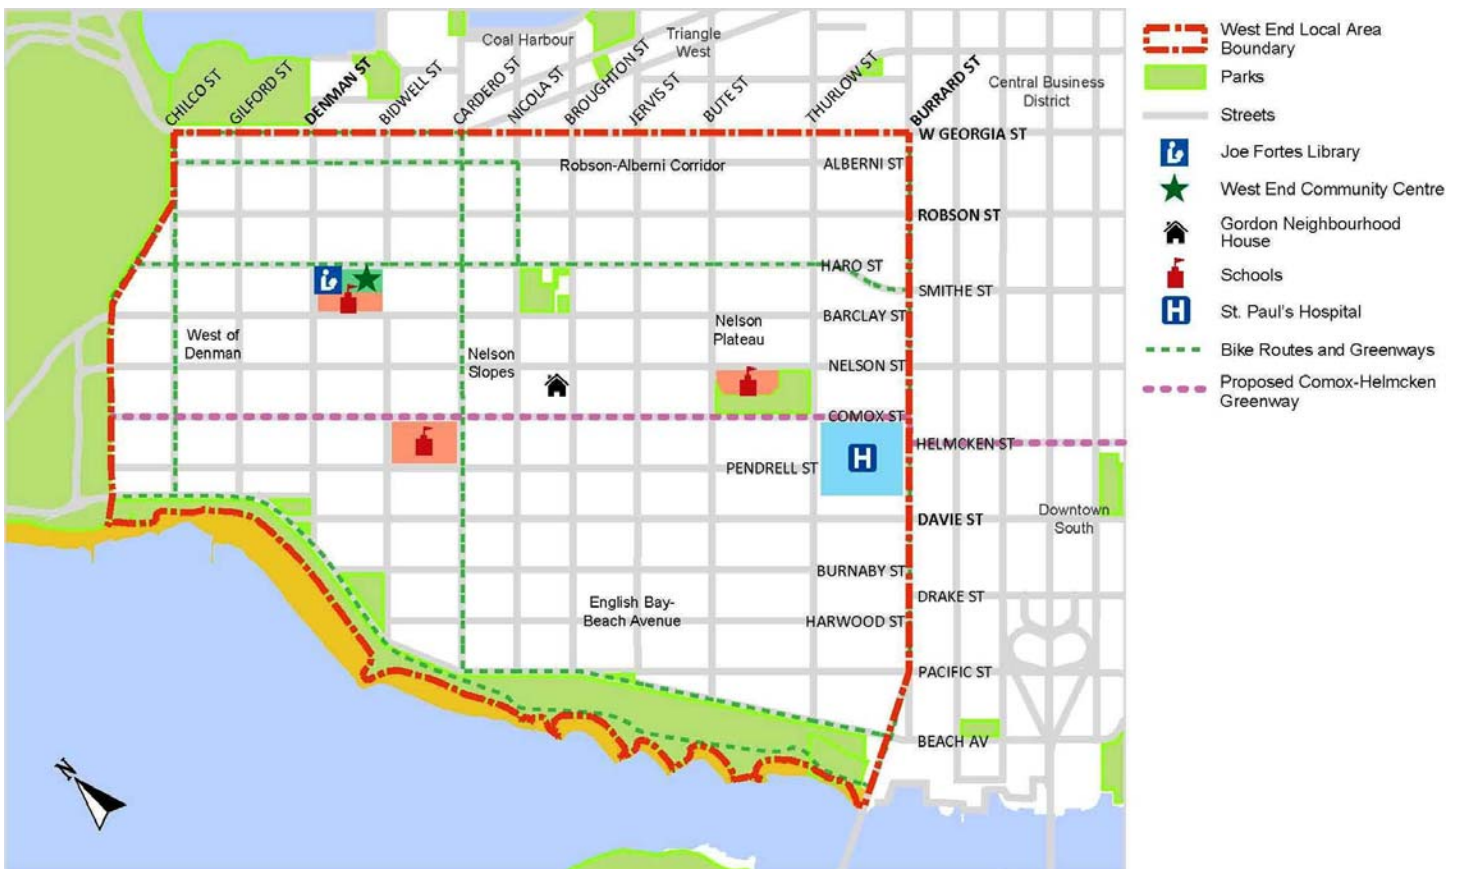 Coal Harbour
Triangle
West
CHILCO ST
GILFORD ST
DENMAN ST
BIDWELL ST
CARDERO ST
NICOLA ST
BROUGHTON ST
JERVIS ST
BUTE ST
THURLOW ST
BURRARD ST
Central Business
District
W GEORGIA ST
Robson-Alberni Corridor
ALBERNI ST
ROBSON ST
HARO ST
SMITHE ST
BARCLAY ST
West of
Denman
Nelson
Slopes
Nelson
Plateau
NELSON ST
COMOX ST
HELMCKEN ST
H
PENDRELL ST
DAVIE ST
Downtown
South
BURNABY ST
DRAKE ST
English Bay-
Beach Avenue
HARWOOD ST
PACIFIC ST
BEACH AV
N
West End Local Area
Boundary
Parks
Streets
Joe Fortes Library
West End Community Centre
Gordon Neighbourhood
House
Schools
H
St. Paul's Hospital
Bike Routes and Greenways
Proposed Comox-Helmcken
Greenway